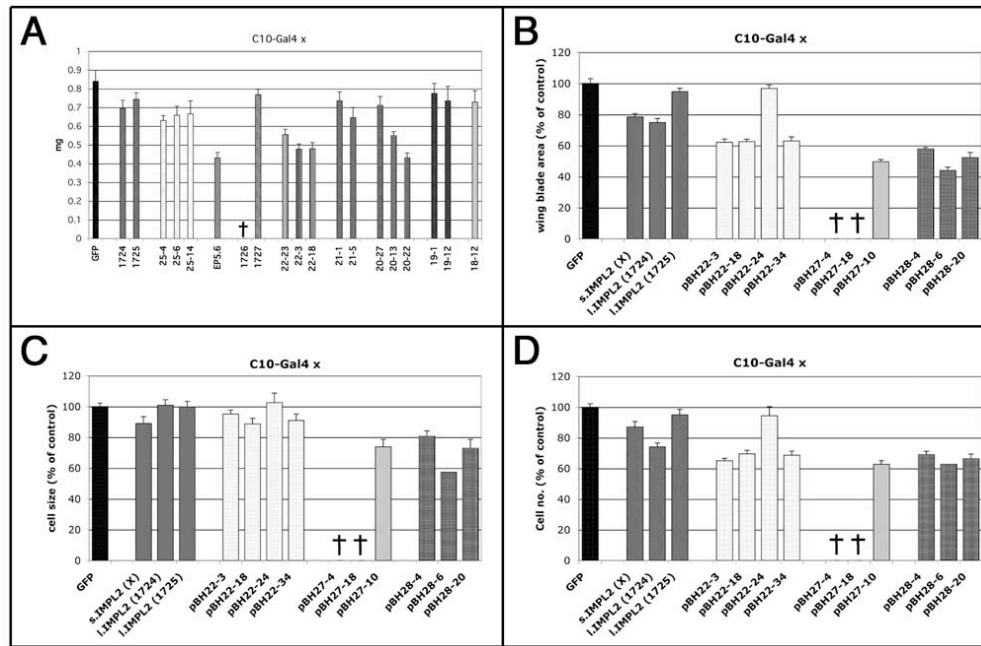 A
C10-Gal4 x
mg
0.9
0.8
0.7
0.6
0.5
0.4
0.3
0.2
0.1
0
†
GFP
1724
1725
25-4
25-6
25-14
EP5.6
1726
1727
22-23
22-3
22-18
21-1
21-5
20-27
20-13
20-22
19-1
19-12
18-12
B
C10-Gal4 x
wing blade area (% of control)
120
100
80
60
40
20
0
† †
GFP
s.IMPL2 (X)
l.IMPL2 (1724)
l.IMPL2 (1725)
pBH22-3
pBH22-18
pBH22-24
pBH22-34
pBH27-4
pBH27-18
pBH27-10
pBH28-4
pBH28-6
pBH28-20
C
C10-Gal4 x
cell size (% of control)
120
100
80
60
40
20
0
† †
GFP
s.IMPL2 (X)
l.IMPL2 (1724)
l.IMPL2 (1725)
pBH22-3
pBH22-18
pBH22-24
pBH22-34
pBH27-4
pBH27-18
pBH27-10
pBH28-4
pBH28-6
pBH28-20
D
C10-Gal4 x
Cell no. (% of control)
120
100
80
60
40
20
0
† †
GFP
s.IMPL2 (X)
l.IMPL2 (1724)
l.IMPL2 (1725)
pBH22-3
pBH22-18
pBH22-24
pBH22-34
pBH27-4
pBH27-18
pBH27-10
pBH28-4
pBH28-6
pBH28-20